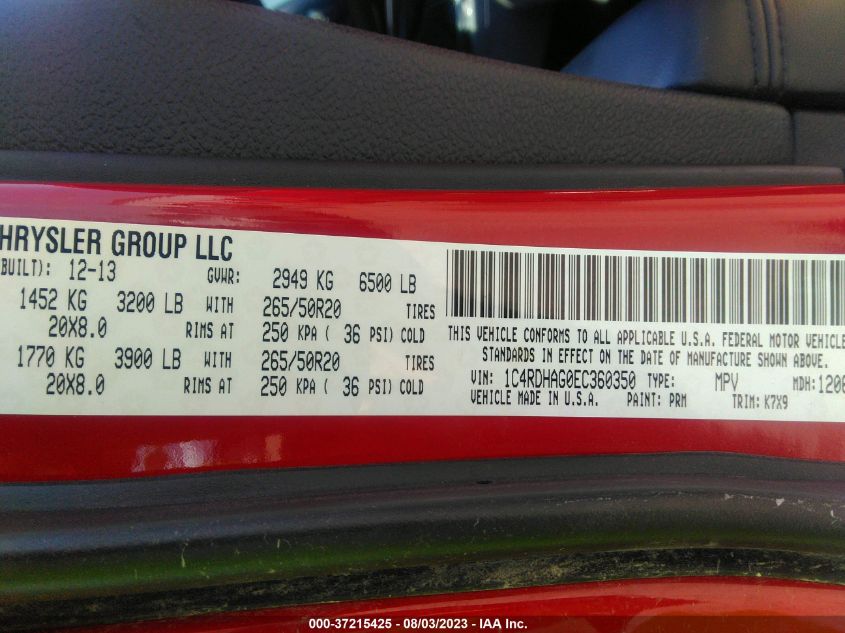 HRYSLER GROUP LLC
BUILT): 12-13 GVWR: 2949 KG 6500 LB
1452 KG 3200 LB WITH 265/50R20 TIRES
20X8.0 RIMS AT 250 KPA ( 36 PSI) COLD
1770 KG 3900 LB WITH 265/50R20 TIRES
20X8.0 RIMS AT 250 KPA ( 36 PSI) COLD
THIS VEHICLE CONFORMS TO ALL APPLICABLE U.S.A. FEDERAL MOTOR VEHICLE
STANDARDS IN EFFECT ON THE DATE OF MANUFACTURE SHOWN ABOVE.
VIN: 1C4RDHAG0EC360350 TYPE: MPV MDH: 1206
VEHICLE MADE IN U.S.A. PAINT: PRM TRIM: K7X9
000-37215425 - 08/03/2023 - IAA Inc.